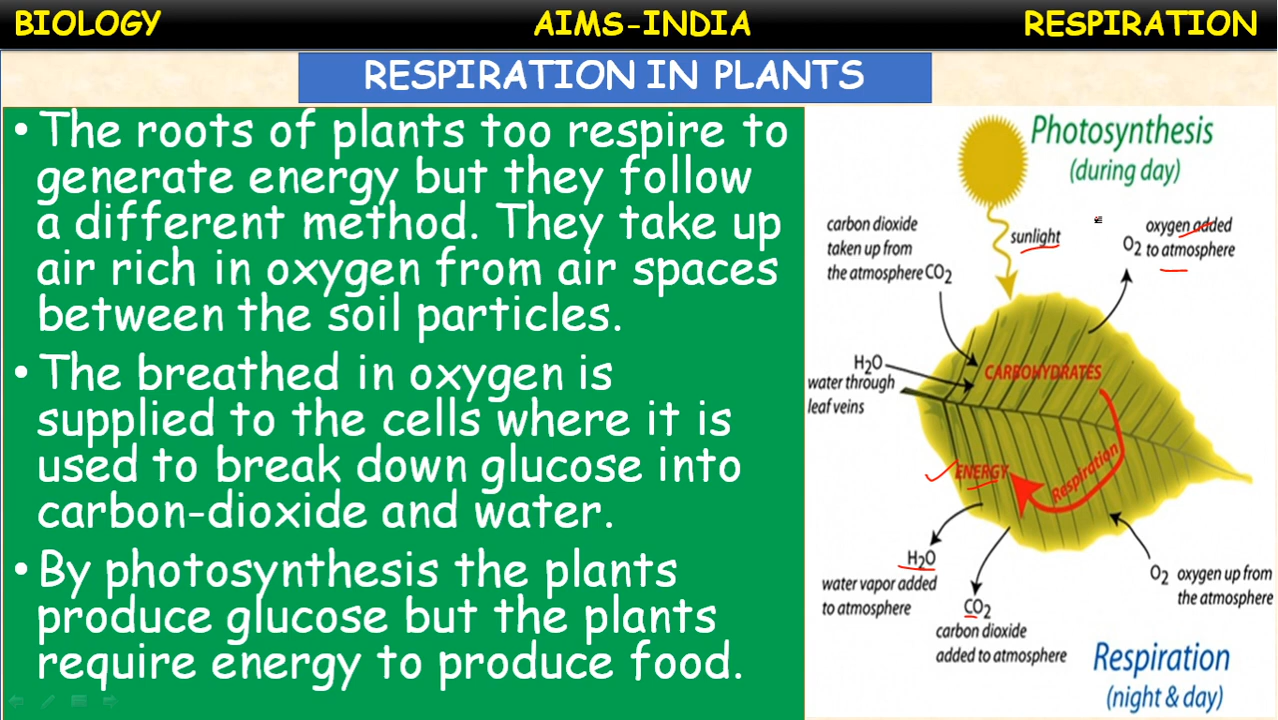 BIOLOGY AIMS-INDIA RESPIRATION
RESPIRATION IN PLANTS
• The roots of plants too respire to
generate energy but they follow
a different method. They take up
air rich in oxygen from air spaces
between the soil particles.
• The breathed in oxygen is
supplied to the cells where it is
used to break down glucose into
carbon-dioxide and water.
• By photosynthesis the plants
produce glucose but the plants
require energy to produce food.
Photosynthesis
(during day)
carbon dioxide
taken up from
the atmosphere CO2
sunlight
oxygen added
O2 to atmosphere
H2O
water through
leaf veins
CARBOHYDRATES
ENERGY
Respiration
H2O
water vapor added
to atmosphere
CO2
carbon dioxide
added to atmosphere
O2 oxygen up from
the atmosphere
Respiration
(night & day)